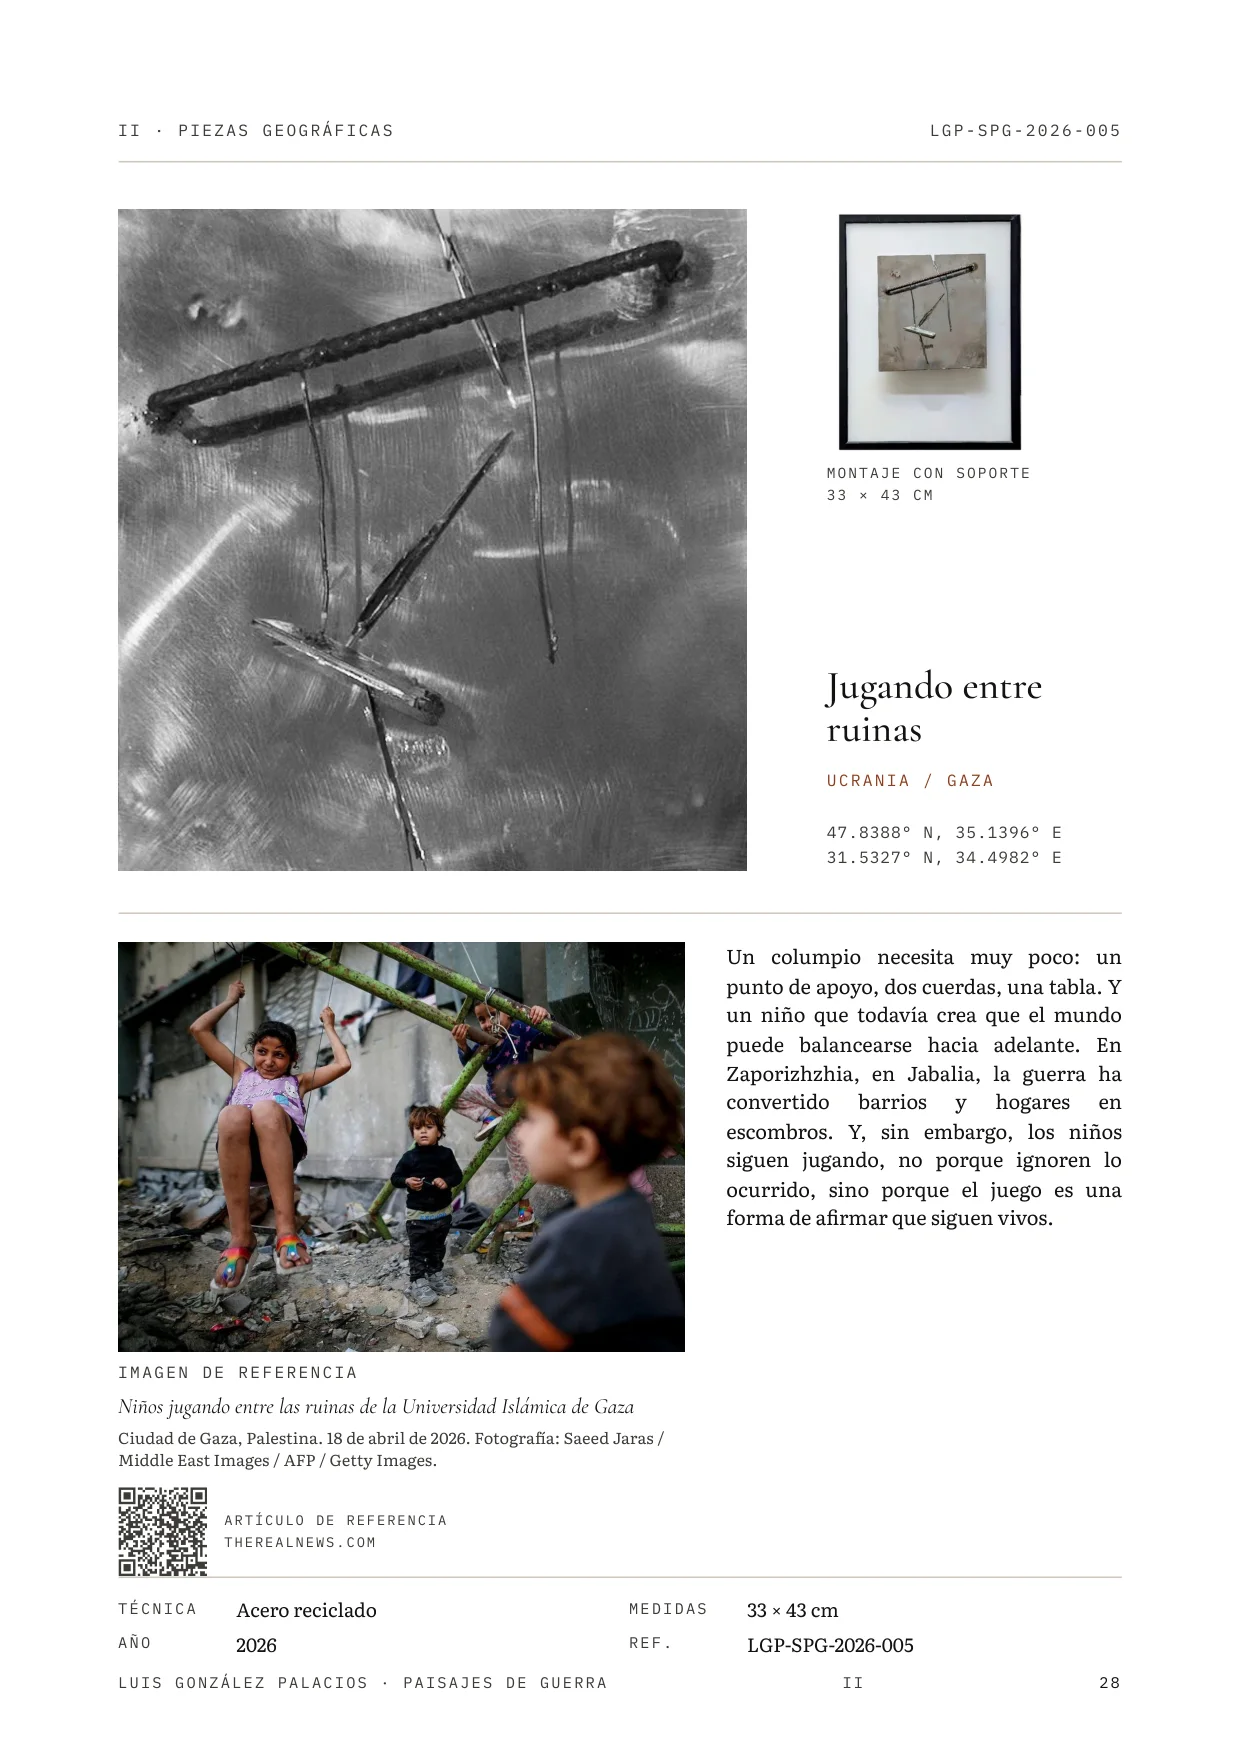 II · PIEZAS GEOGRÁFICAS
LGP-SPG-2026-005
MONTAJE CON SOPORTE
33 × 43 CM
Jugando entre
ruinas
UCRANIA / GAZA
47.8388° N, 35.1396° E
31.5327° N, 34.4982° E
Un columpio necesita muy poco: un
punto de apoyo, dos cuerdas, una tabla. Y
un niño que todavía crea que el mundo
puede balancearse hacia adelante. En
Zaporizhzhia, en Jabalia, la guerra ha
convertido barrios y hogares en
escombros. Y, sin embargo, los niños
siguen jugando, no porque ignoren lo
ocurrido, sino porque el juego es una
forma de afirmar que siguen vivos.
IMAGEN DE REFERENCIA
Niños jugando entre las ruinas de la Universidad Islámica de Gaza
Ciudad de Gaza, Palestina. 18 de abril de 2026. Fotografía: Saeed Jaras /
Middle East Images / AFP / Getty Images.
ARTÍCULO DE REFERENCIA
THEREALNEWS.COM
TÉCNICA Acero reciclado
MEDIDAS 33 × 43 cm
AÑO 2026
REF. LGP-SPG-2026-005
LUIS GONZÁLEZ PALACIOS · PAISAJES DE GUERRA
II
28